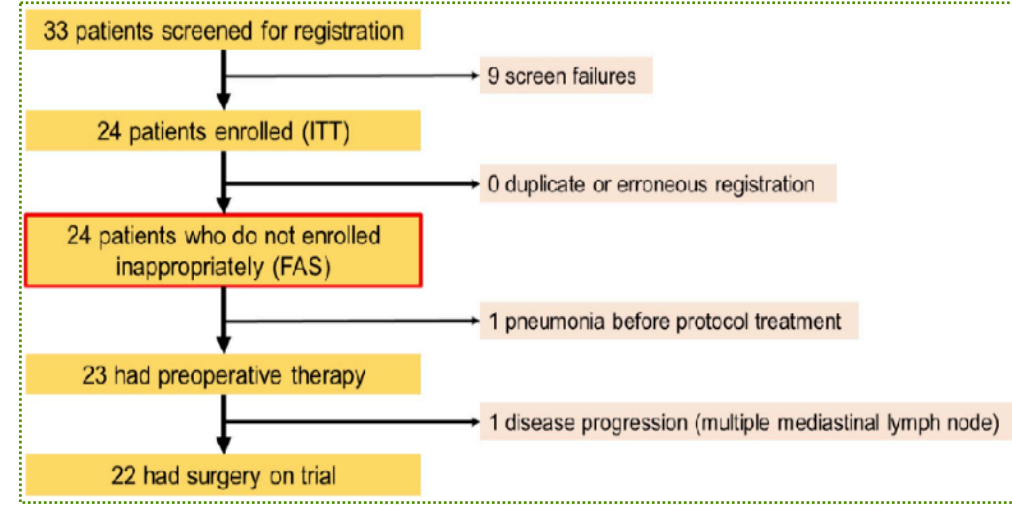 33 patients screened for registration
9 screen failures
24 patients enrolled (ITT)
0 duplicate or erroneous registration
24 patients who do not enrolled
inappropriately (FAS)
1 pneumonia before protocol treatment
23 had preoperative therapy
1 disease progression (multiple mediastinal lymph node)
22 had surgery on trial